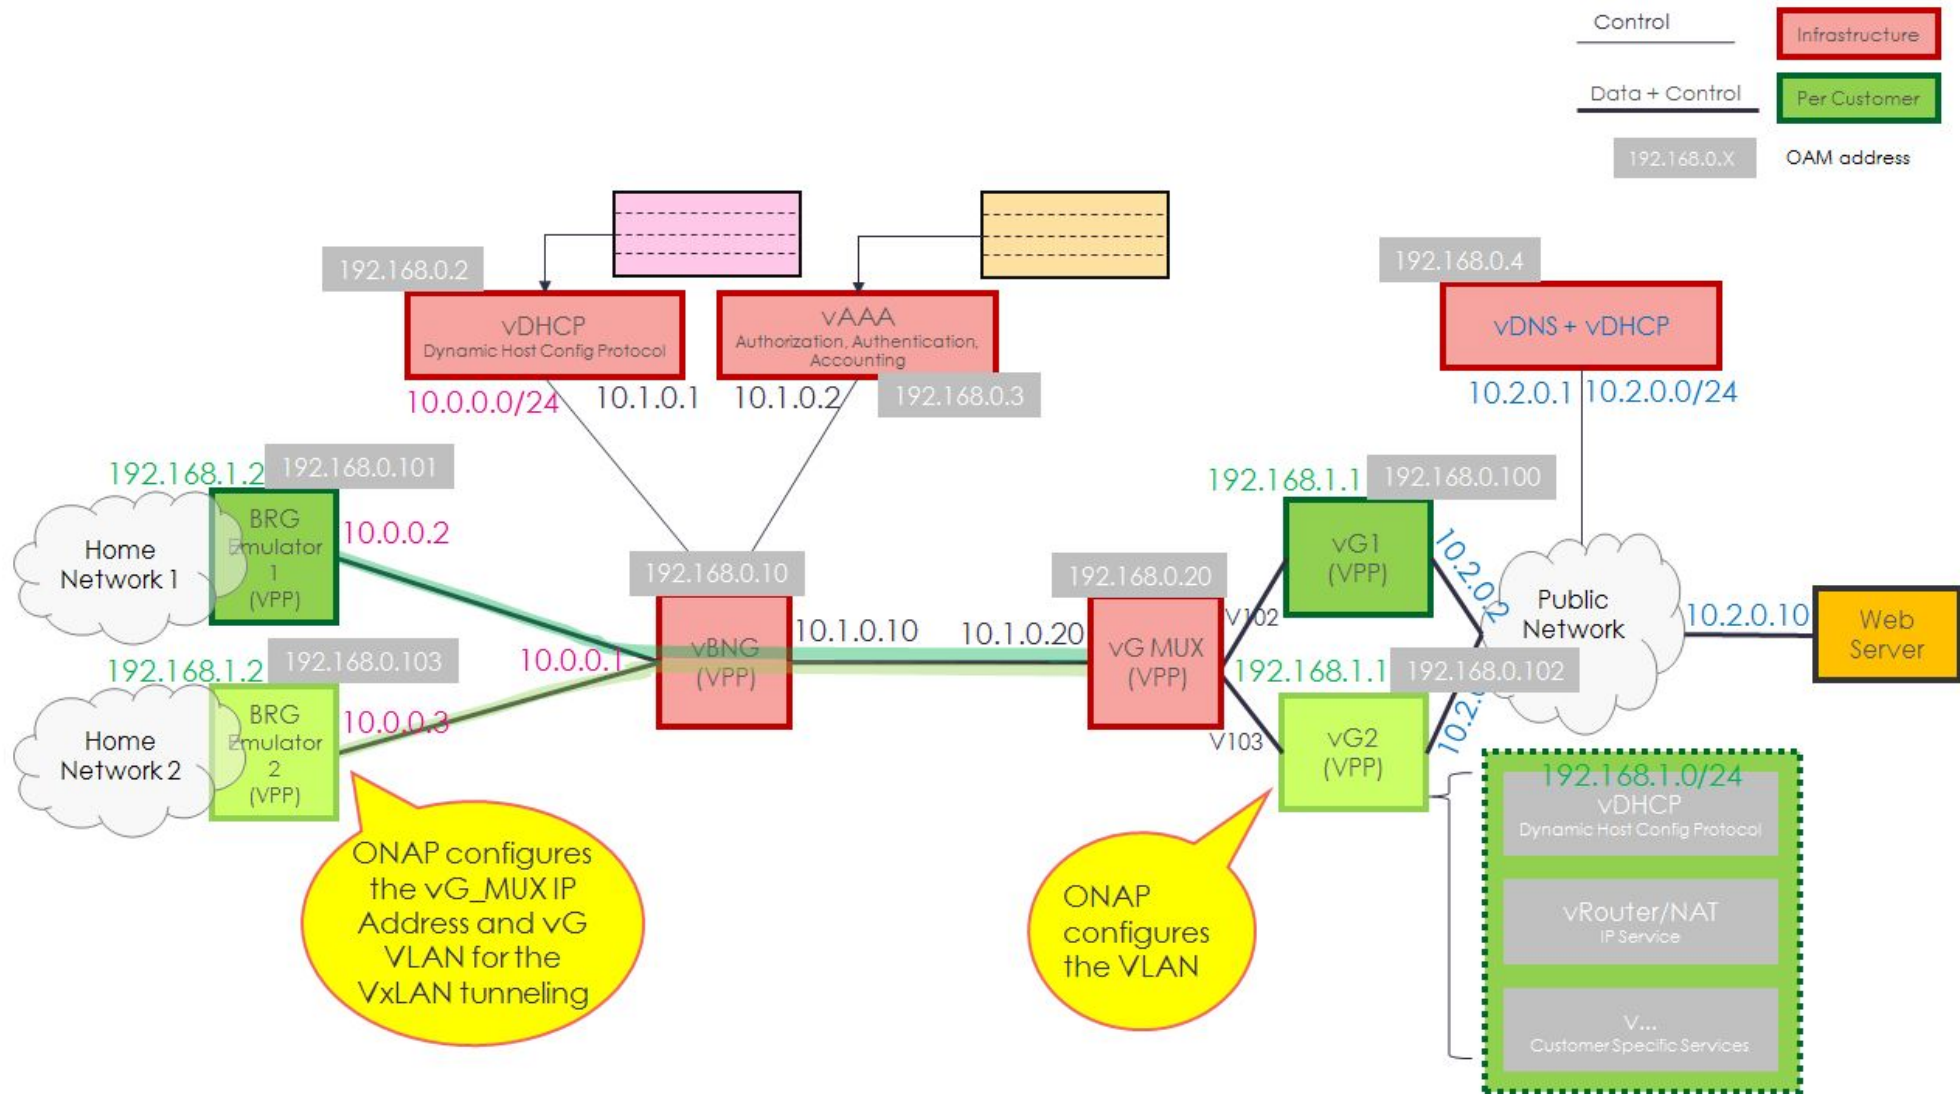 Control
Infrastructure
Data + Control
Per Customer
192.168.0.X
OAM address
192.168.0.2
vDHCP
Dynamic Host Config Protocol
10.0.0.0/24
10.1.0.1
vAAA
Authorization, Authentication,
Accounting
10.1.0.2
192.168.0.3
192.168.0.4
vDNS + vDHCP
10.2.0.1
10.2.0.0/24
192.168.1.2
192.168.0.101
Home
Network 1
BRG
Emulator
1
(VPP)
10.0.0.2
192.168.1.2
192.168.0.103
Home
Network 2
BRG
Emulator
2
(VPP)
10.0.0.3
10.0.0.1
192.168.0.10
vBNG
(VPP)
10.1.0.10
10.1.0.20
192.168.0.20
vG MUX
(VPP)
V102
V103
192.168.1.1
192.168.0.100
vG1
(VPP)
10.2.0.2
192.168.1.1
192.168.0.102
vG2
(VPP)
Public
Network
10.2.0.10
Web
Server
ONAP configures
the vG_MUX IP
Address and vG
VLAN for the
VxLAN tunneling
ONAP
configures
the VLAN
192.168.1.0/24
vDHCP
Dynamic Host Config Protocol
vRouter/NAT
IP Service
v...
Customer Specific Services